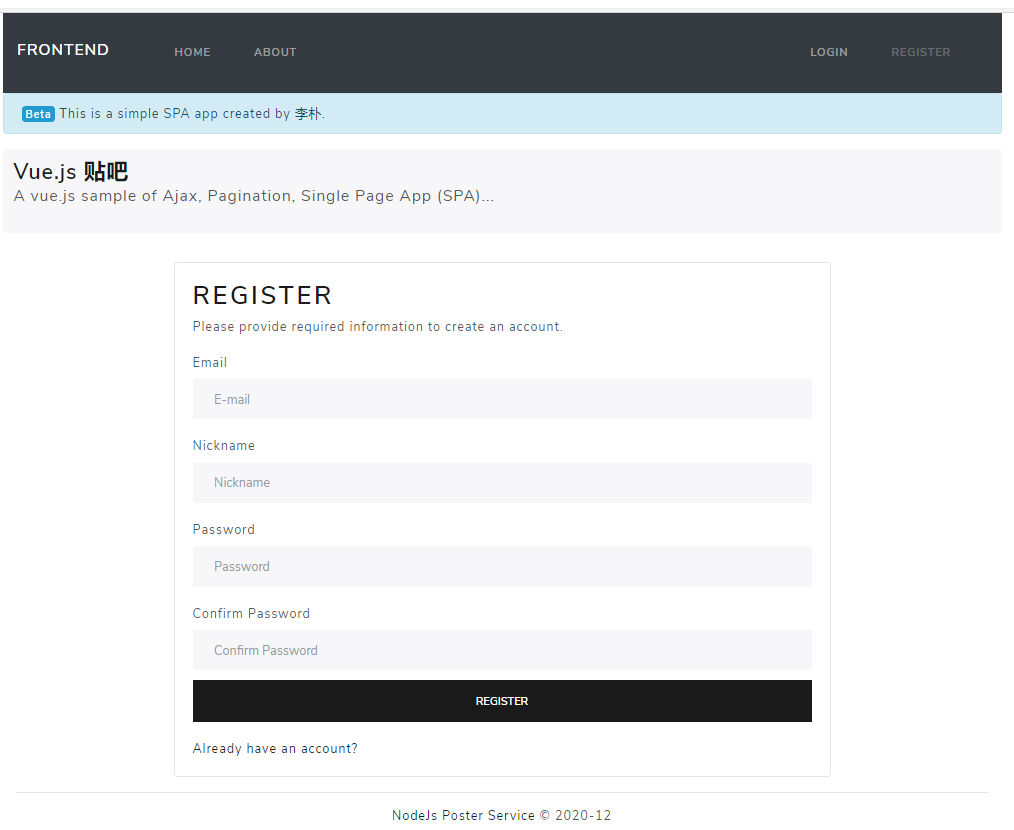 FRONTEND HOME ABOUT LOGIN REGISTER
Beta This is a simple SPA app created by 李朴.
Vue.js 贴吧
A vue.js sample of Ajax, Pagination, Single Page App (SPA)...
REGISTER
Please provide required information to create an account.
Email
E-mail
Nickname
Nickname
Password
Password
Confirm Password
Confirm Password
REGISTER
Already have an account?
NodeJs Poster Service © 2020-12